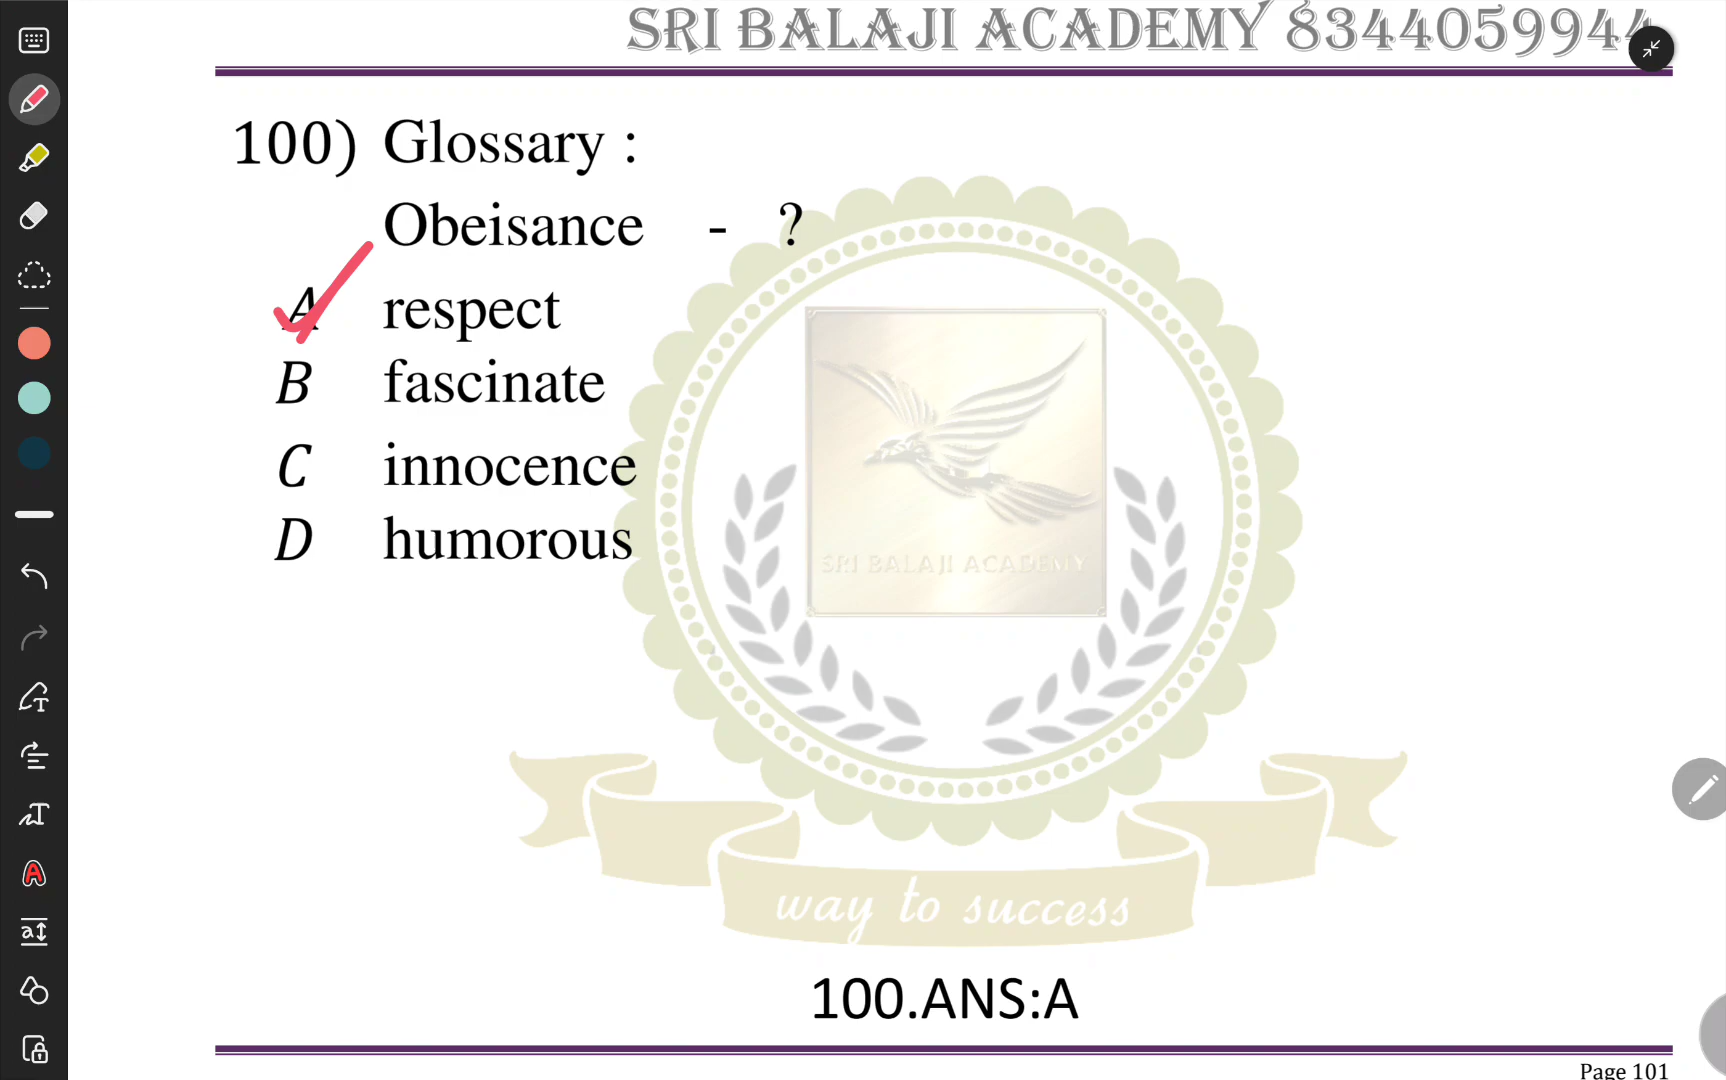 SRI BALAJI ACADEMY 8344059944
100) Glossary :
Obeisance - ?
A respect
B fascinate
C innocence
D humorous
SRI BALAJI ACADEMY
way to success
100.ANS:A
Page 101